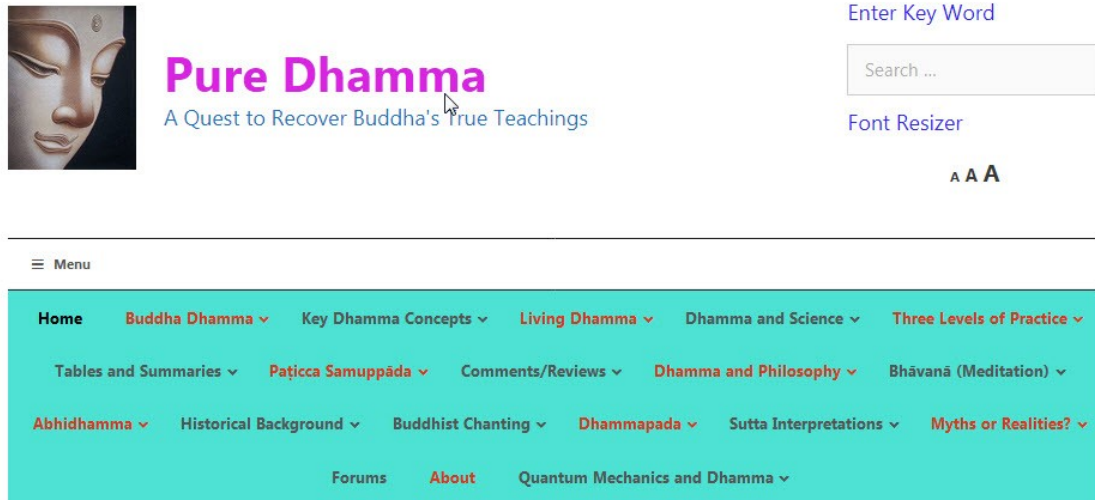 Enter Key Word
Pure Dhamma
Search ...
A Quest to Recover Buddha's True Teachings
Font Resizer
A A A
☰ Menu
Home Buddha Dhamma Key Dhamma Concepts Living Dhamma Dhamma and Science Three Levels of Practice
Tables and Summaries Paṭicca Samuppāda Comments/Reviews Dhamma and Philosophy Bhāvanā (Meditation)
Abhidhamma Historical Background Buddhist Chanting Dhammapada Sutta Interpretations Myths or Realities?
Forums About Quantum Mechanics and Dhamma